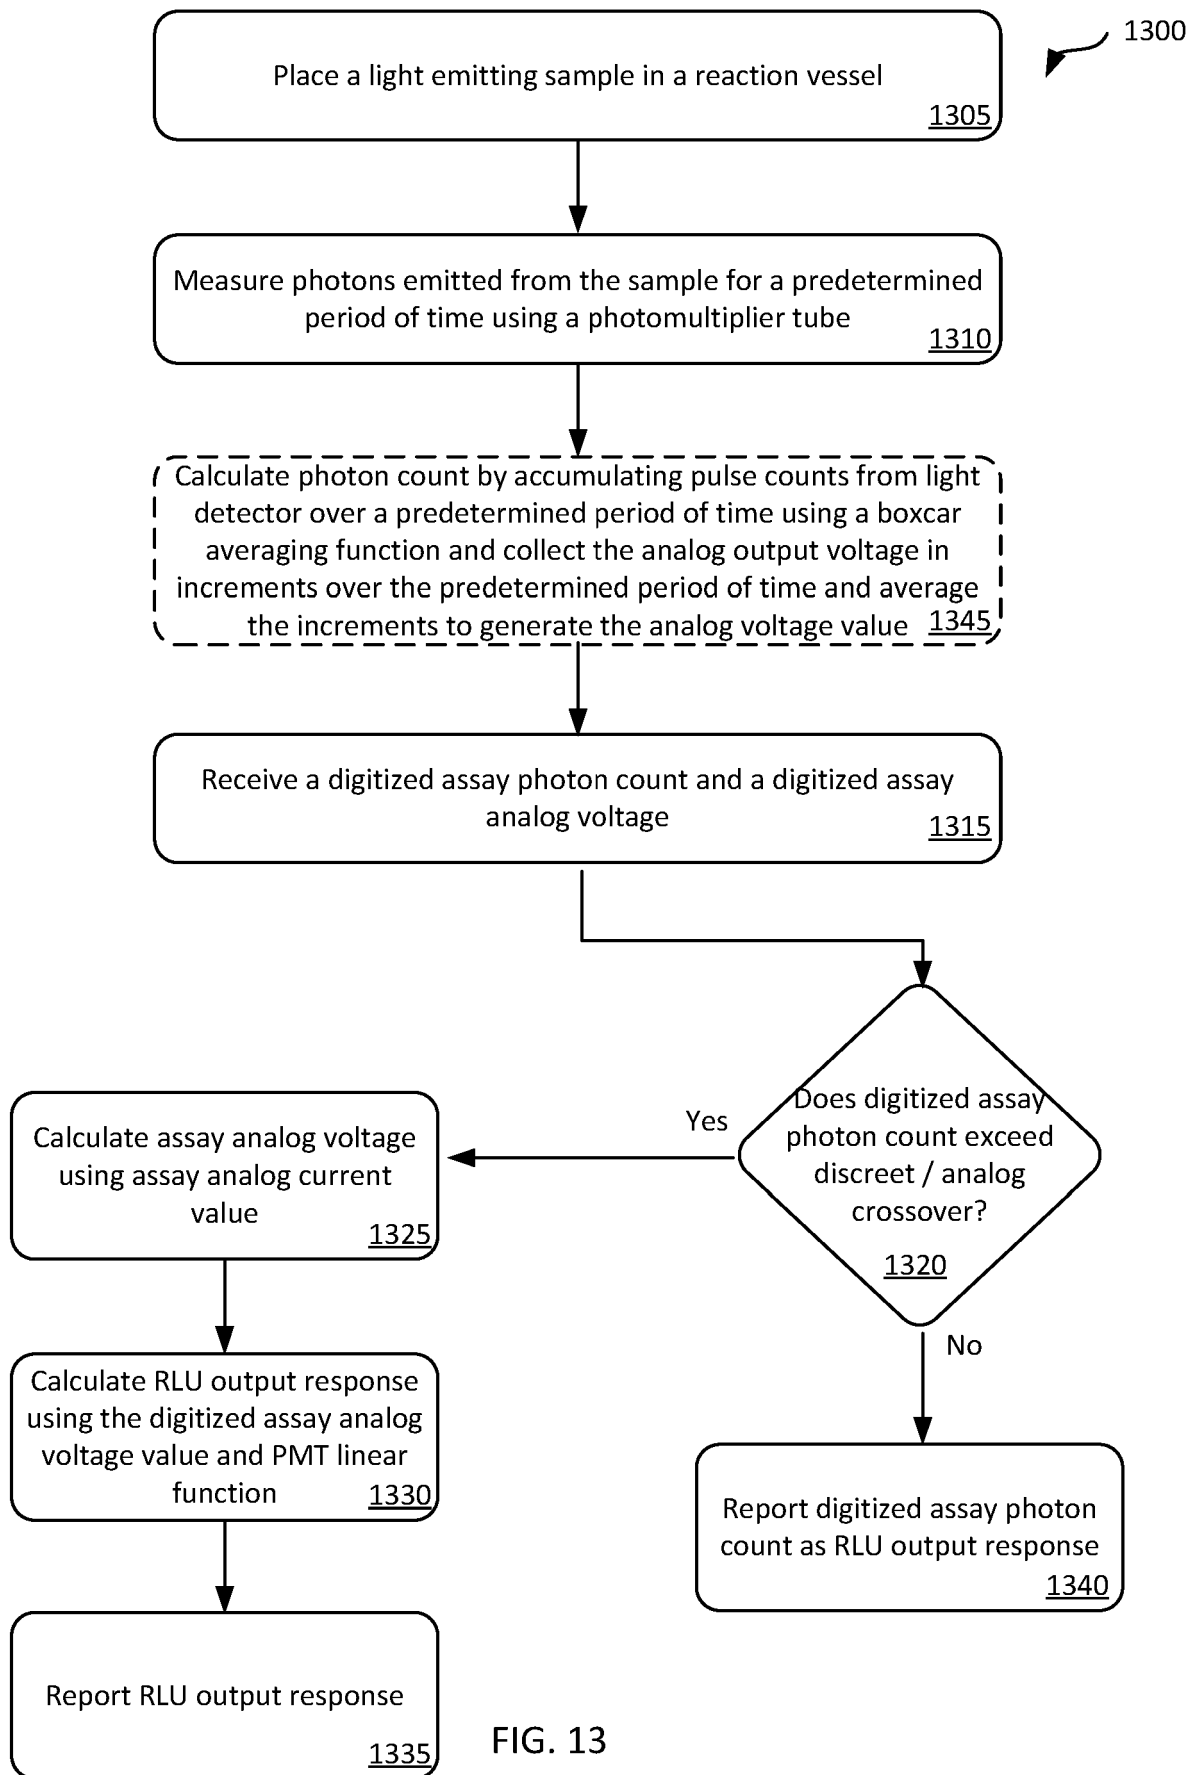 1300
Place a light emitting sample in a reaction vessel
1305
Measure photons emitted from the sample for a predetermined
period of time using a photomultiplier tube
1310
Calculate photon count by accumulating pulse counts from light
detector over a predetermined period of time using a boxcar
averaging function and collect the analog output voltage in
increments over the predetermined period of time and average
the increments to generate the analog voltage value
1345
Receive a digitized assay photon count and a digitized assay
analog voltage
1315
Does digitized assay
photon count exceed
discreet / analog
crossover?
1320
Yes
No
Calculate assay analog voltage
using assay analog current
value
1325
Calculate RLU output response
using the digitized assay analog
voltage value and PMT linear
function
1330
Report digitized assay photon
count as RLU output response
1340
Report RLU output response
1335
FIG. 13